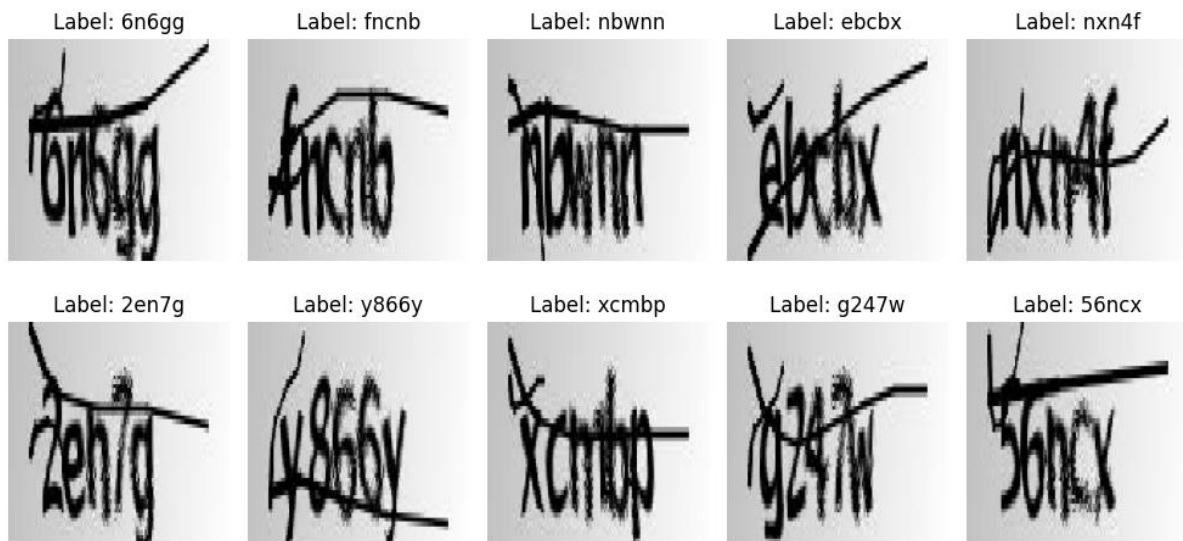 Label: 6n6gg Label: fncnb Label: nbwnn Label: ebcbx Label: nxn4f
6n6gg fncnb nbwnn ebcbx nxn4f
Label: 2en7g Label: y866y Label: xcmbp Label: g247w Label: 56ncx
2en7g y866y xcmbp g247w 56ncx